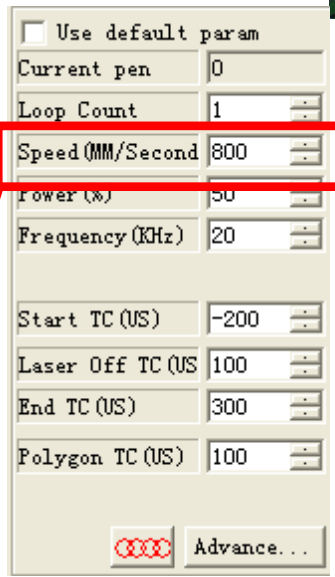 Use default param
Current pen 0
Loop Count 1
Speed(MM/Second 800
Power(%) 50
Frequency(KHz) 20
Start TC(US) -200
Laser Off TC(US 100
End TC(US) 300
Polygon TC(US) 100
Advance...